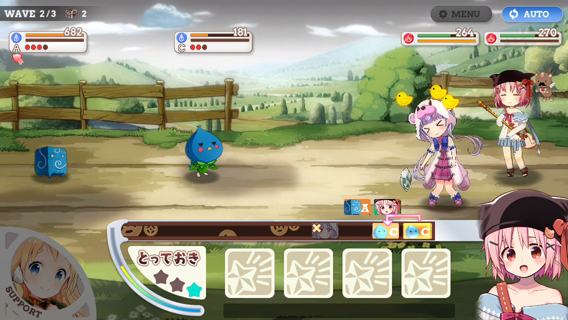 WAVE 2/3 2
MENU
AUTO
682
A
181
C
264
270
A
C
C
とっておき
SUPPORT